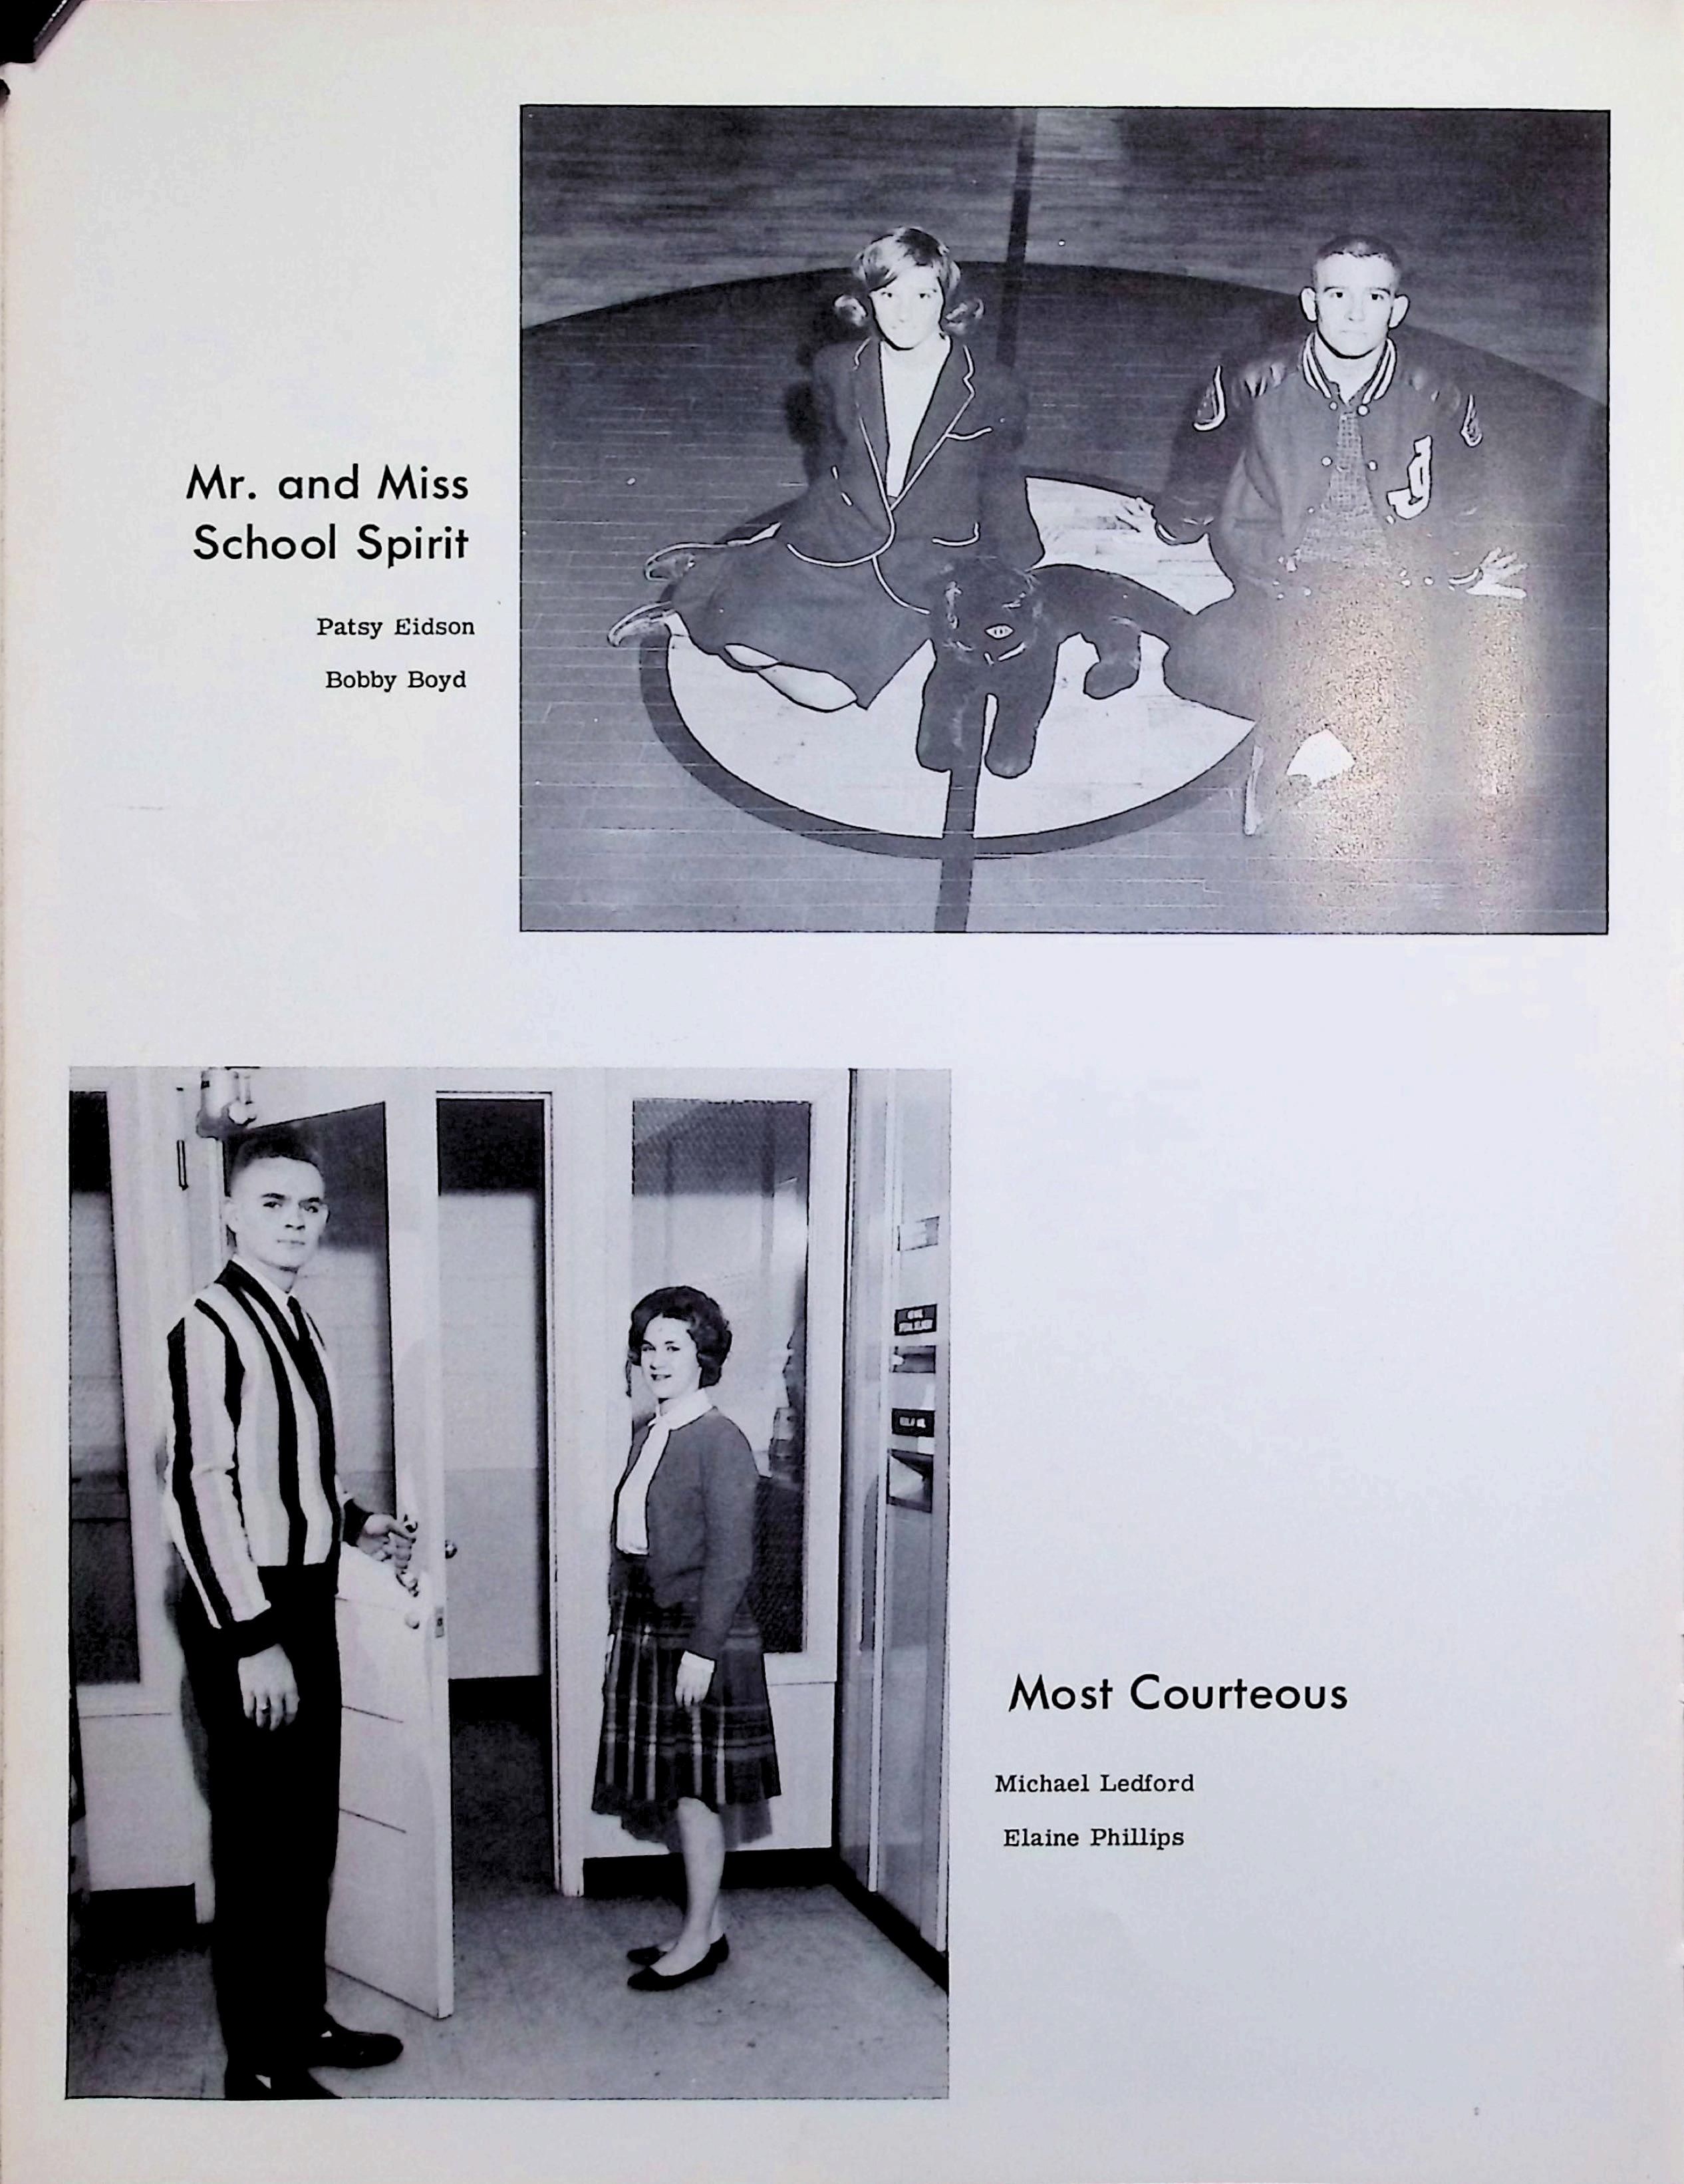 Mr. and Miss
School Spirit
Patsy Eidson
Bobby Boyd
J
Most Courteous
Michael Ledford
Elaine Phillips